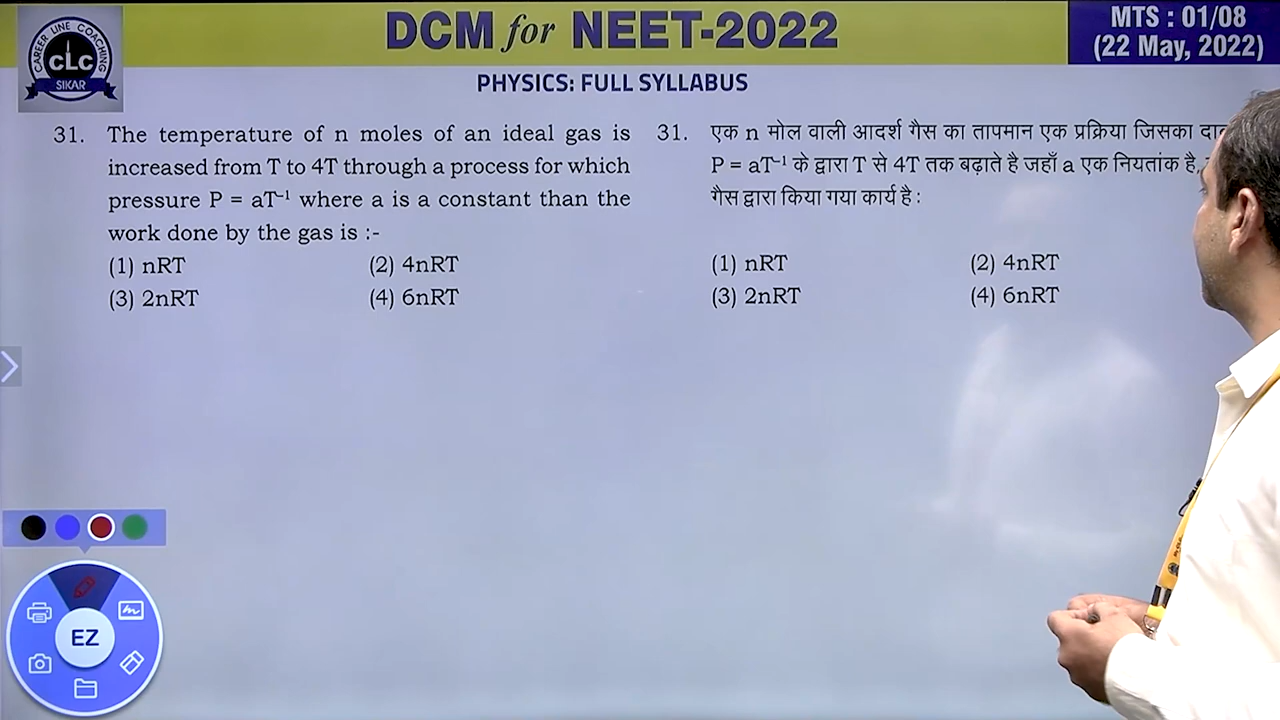 CAREER LINE COACHING
CLC
SIKAR
DCM for NEET-2022
MTS : 01/08
(22 May, 2022)
PHYSICS: FULL SYLLABUS
31. The temperature of n moles of an ideal gas is
increased from T to 4T through a process for which
pressure P = aT⁻¹ where a is a constant than the
work done by the gas is :-
(1) nRT (2) 4nRT
(3) 2nRT (4) 6nRT
31. एक n मोल वाली आदर्श गैस का तापमान एक प्रक्रिया जिसका
P = aT⁻¹ के द्वारा T से 4T तक बढ़ाते है जहाँ a एक नियतांक है,
गैस द्वारा किया गया कार्य है :
(1) nRT (2) 4nRT
(3) 2nRT (4) 6nRT
EZ